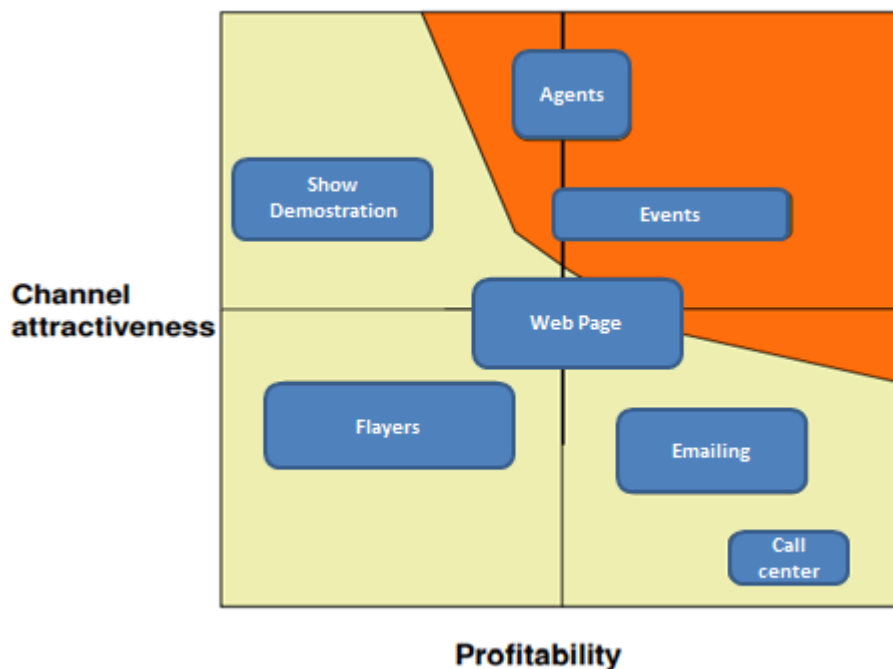 Agents
Show
Demostration
Events
Channel
attractiveness
Web Page
Flayers
Emailing
Call
center
Profitability